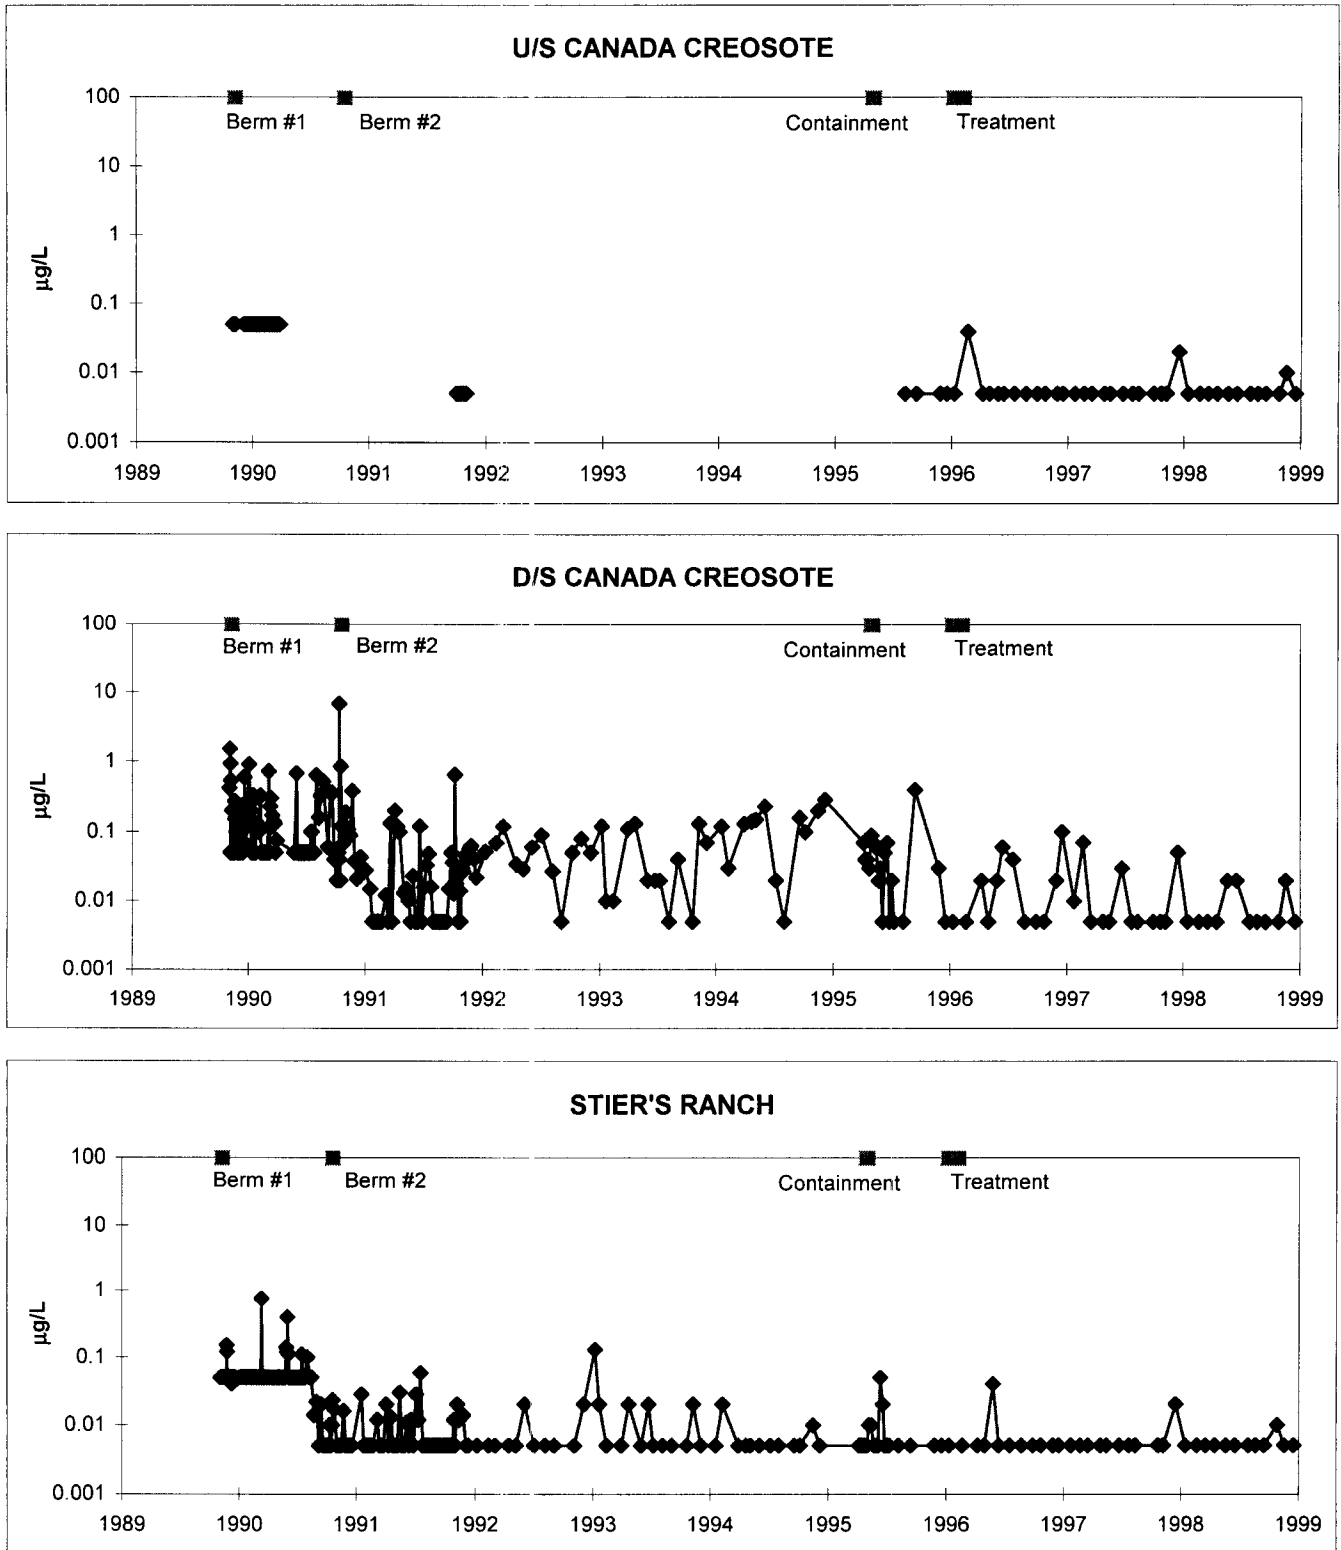 U/S CANADA CREOSOTE
100
Berm #1 Berm #2 Containment Treatment
10
1
µg/L
0.1
0.01
0.001
1989 1990 1991 1992 1993 1994 1995 1996 1997 1998 1999
D/S CANADA CREOSOTE
100
Berm #1 Berm #2 Containment Treatment
10
1
µg/L
0.1
0.01
0.001
1989 1990 1991 1992 1993 1994 1995 1996 1997 1998 1999
STIER'S RANCH
100
Berm #1 Berm #2 Containment Treatment
10
1
µg/L
0.1
0.01
0.001
1989 1990 1991 1992 1993 1994 1995 1996 1997 1998 1999